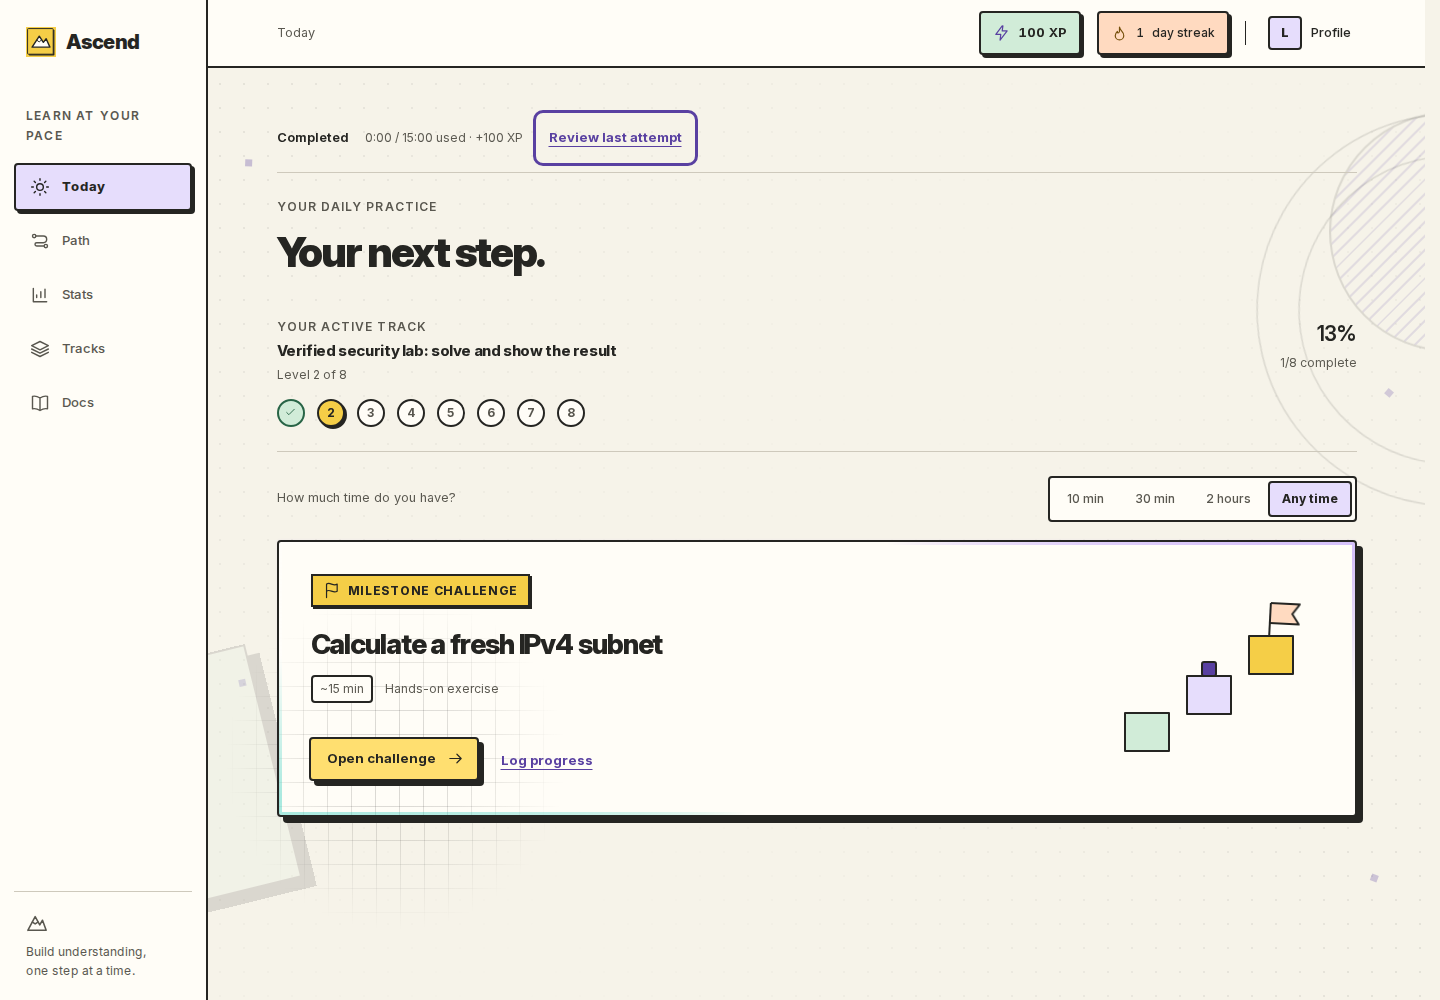 Ascend
LEARN AT YOUR
PACE
Today
Path
Stats
Tracks
Docs
Build understanding,
one step at a time.
Today
100 XP
1 day streak
L
Profile
Completed 0:00 / 15:00 used · +100 XP Review last attempt
YOUR DAILY PRACTICE
Your next step.
YOUR ACTIVE TRACK
Verified security lab: solve and show the result
Level 2 of 8
2 3 4 5 6 7 8
13%
1/8 complete
How much time do you have?
10 min 30 min 2 hours Any time
MILESTONE CHALLENGE
Calculate a fresh IPv4 subnet
~15 min Hands-on exercise
Open challenge → Log progress